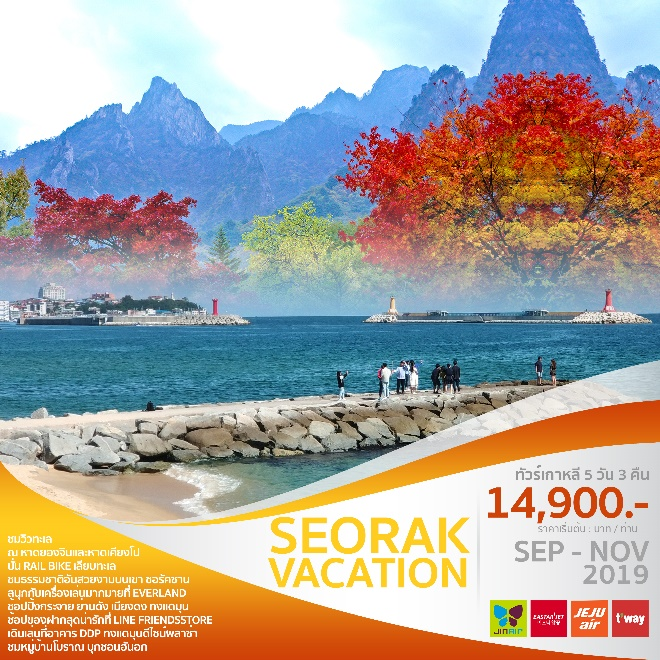 ทัวร์เกาหลี 5 วัน 3 คืน
14,900.-
ราคาเริ่มต้น : บาท / ท่าน
SEP - NOV
2019
SEORAK
VACATION
ชมวิวทะเล
ณ หาดยองจินและหาดเคียงโป
ปั่น RAIL BIKE เลียบทะเล
ชมธรรมชาติอันสวยงามบนเขา ซอรัคซาน
สนุกกับเครื่องเล่นมากมายที่ EVERLAND
ช้อปปิ้งกระจาย ย่านดัง เมียงดง ทงแดมุน
ช้อปของฝากสุดน่ารักที่ LINE FRIENDSSTORE
เดินเล่นที่อาคาร DDP ทงแดมุนดีไซน์พลาซ่า
ชมหมู่บ้านโบราณ บุกชอนฮันอก
JINAIR
EASTAR JET
JEJU
air
t'way